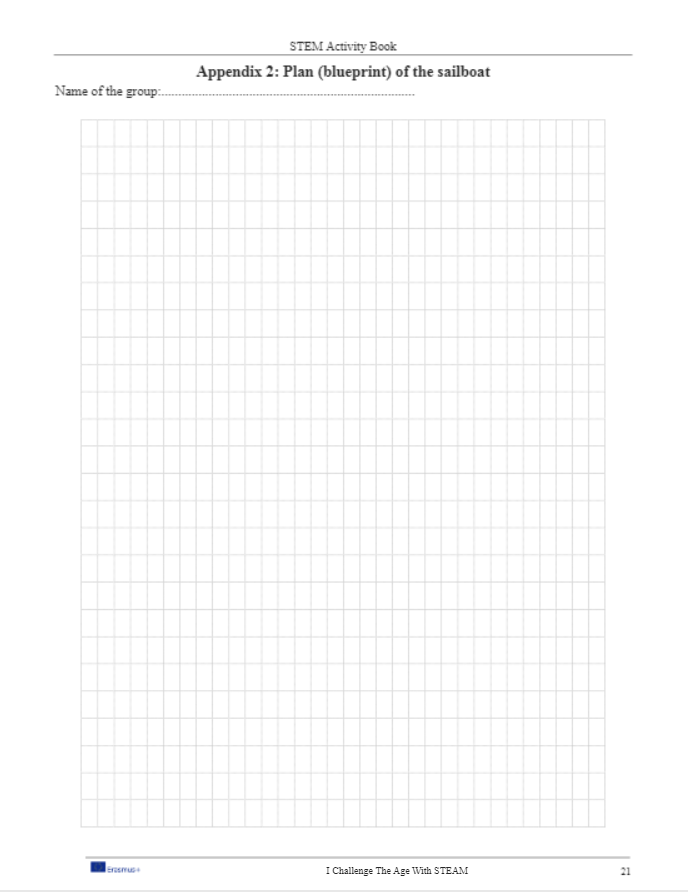 STEM Activity Book
Appendix 2: Plan (blueprint) of the sailboat
Name of the group:..........................................................................
Erasmus+
I Challenge The Age With STEAM
21